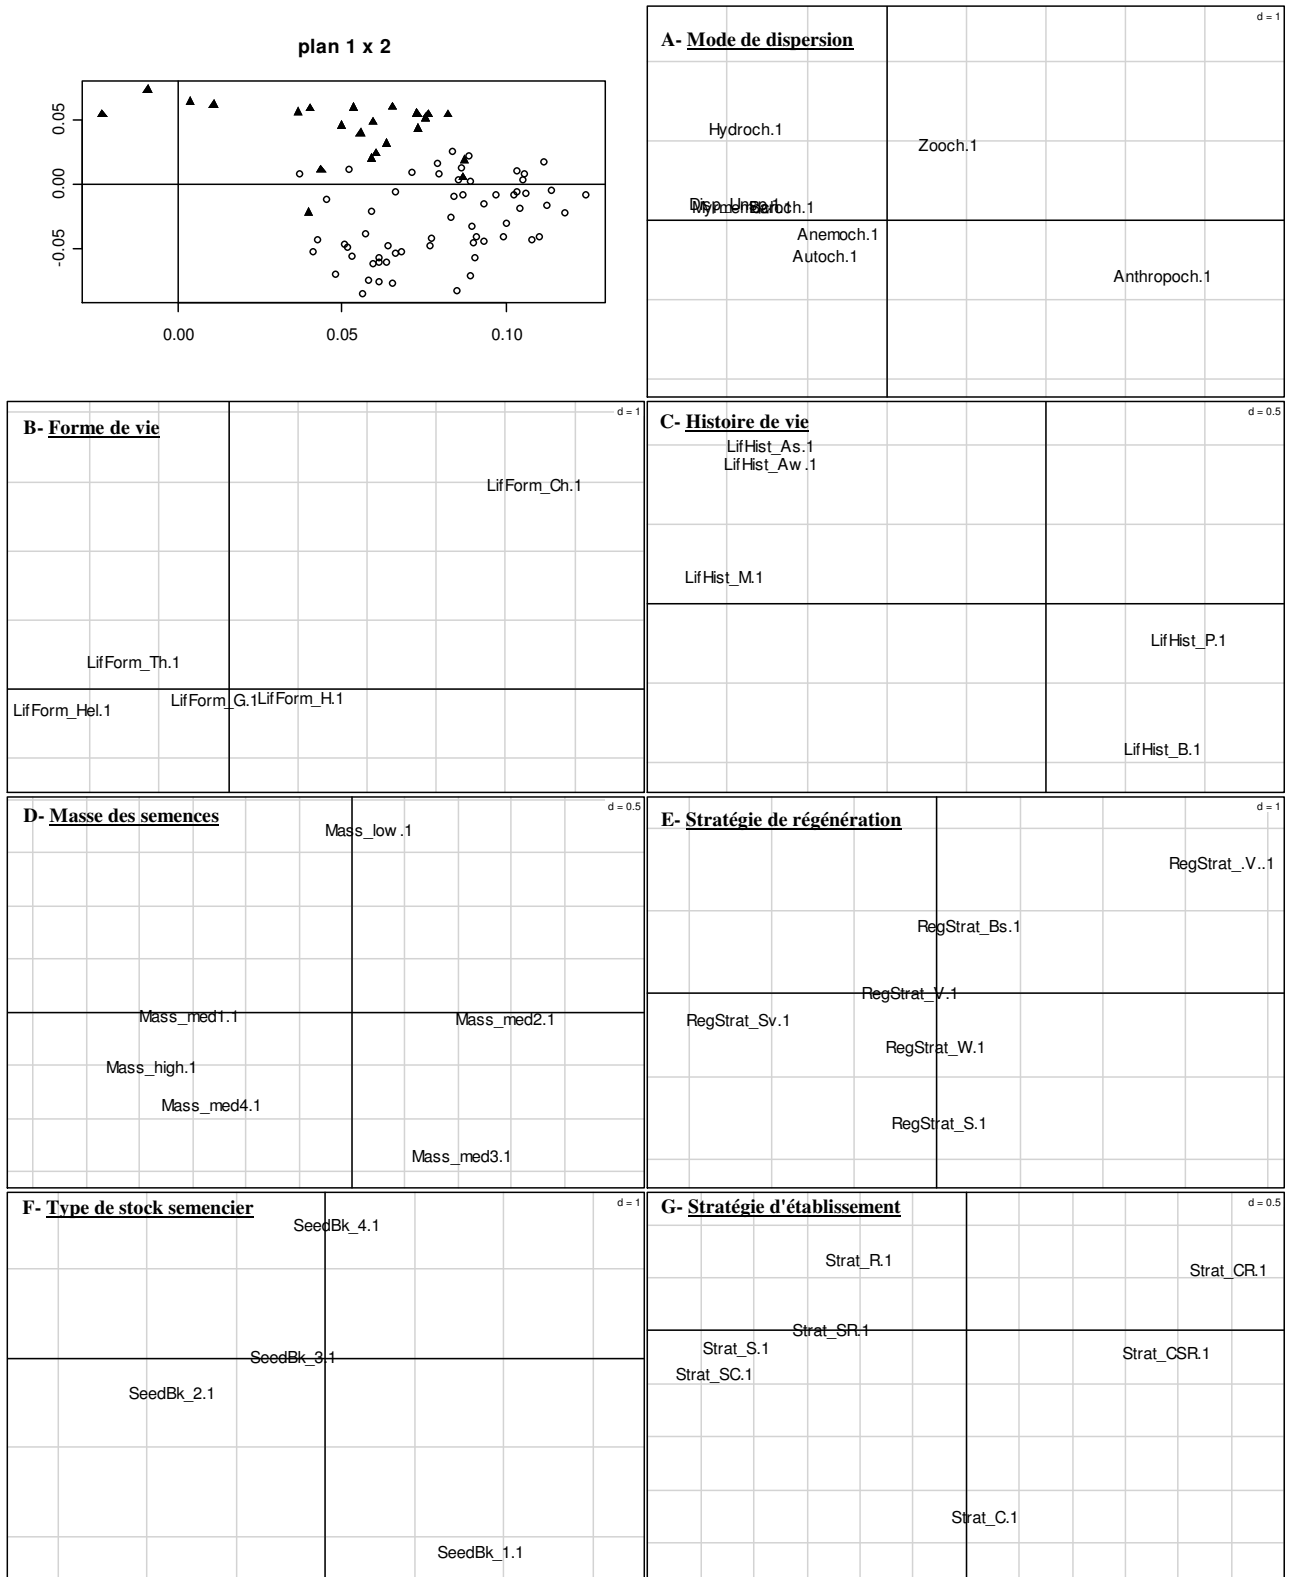 plan 1 x 2
0.05
0.00
-0.05
0.00
0.05
0.10
A- Mode de dispersion
d = 1
Hydroch.1
Zooch.1
Anemoch.1
Autoch.1
Anthropoch.1
B- Forme de vie
d = 1
LifForm_Ch.1
LifForm_Th.1
LifForm_G.1
LifForm_H.1
LifForm_Hel.1
C- Histoire de vie
d = 0.5
LifHist_As.1
LifHist_Aw.1
LifHist_M.1
LifHist_P.1
LifHist_B.1
D- Masse des semences
d = 0.5
Mass_low.1
Mass_med1.1
Mass_med2.1
Mass_high.1
Mass_med4.1
Mass_med3.1
E- Stratégie de régénération
d = 1
RegStrat_.V..1
RegStrat_Bs.1
RegStrat_V.1
RegStrat_Sv.1
RegStrat_W.1
RegStrat_S.1
F- Type de stock semencier
d = 1
SeedBk_4.1
SeedBk_3.1
SeedBk_2.1
SeedBk_1.1
G- Stratégie d'établissement
d = 0.5
Strat_R.1
Strat_CR.1
Strat_SR.1
Strat_S.1
Strat_CSR.1
Strat_SC.1
Strat_C.1